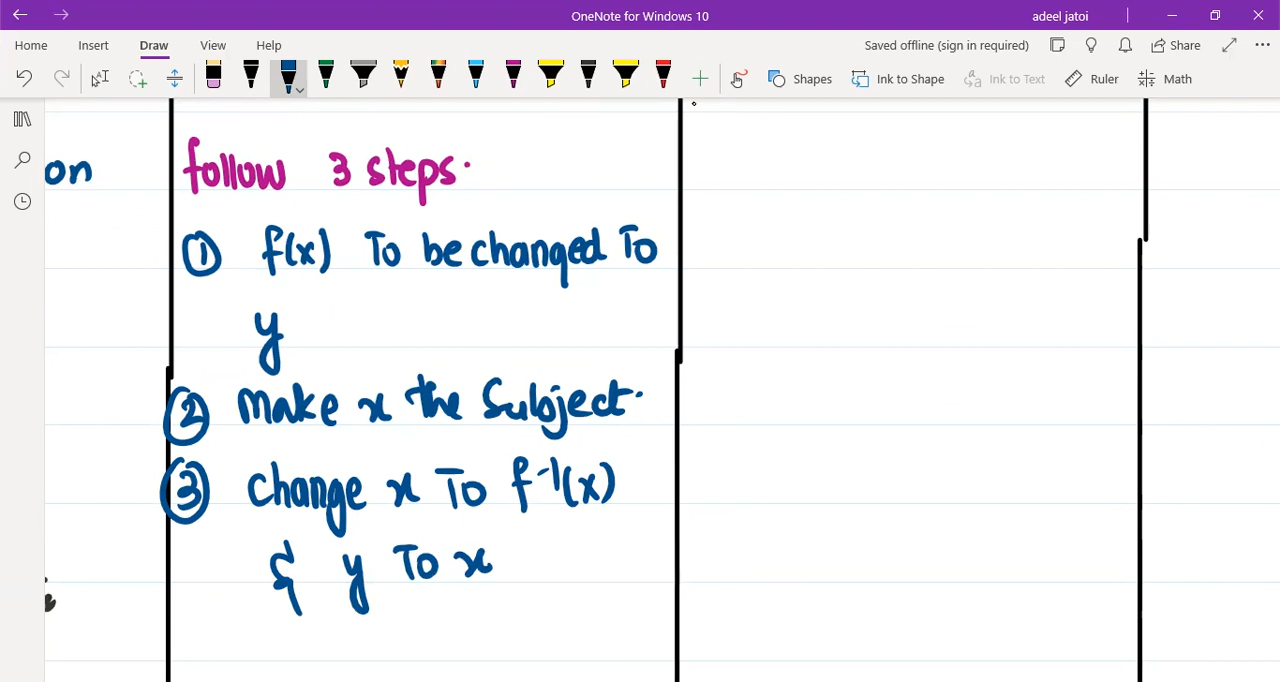 OneNote for Windows 10
adeel jatoi
Home Insert Draw View Help
Saved offline (sign in required)
Share
Shapes
Ink to Shape
Ink to Text
Ruler
Math
on
follow 3 steps.
① f(x) To be changed To
y
② Make x the Subject.
③ Change x To f⁻¹(x)
& y To x